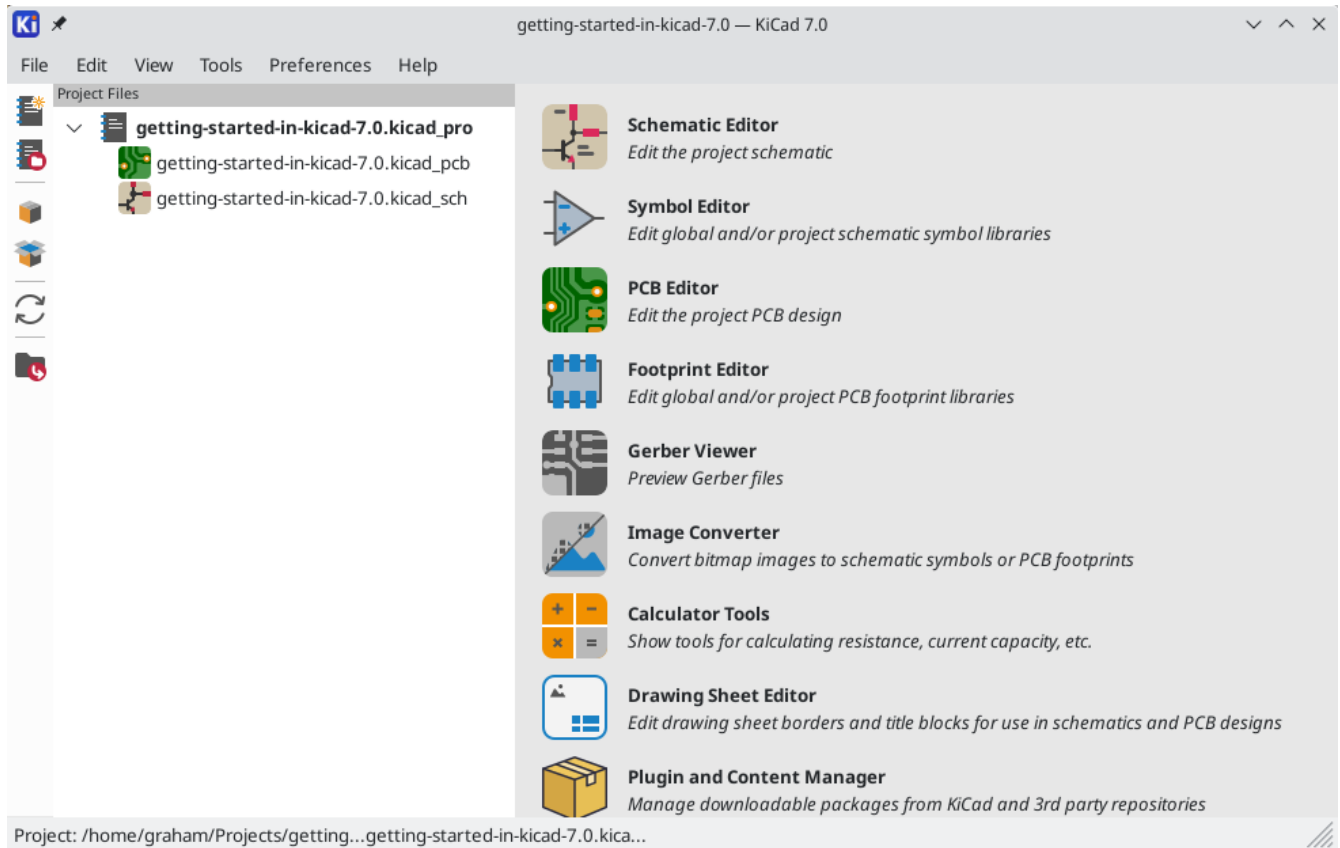 Ki
getting-started-in-kicad-7.0 — KiCad 7.0
File Edit View Tools Preferences Help
Project Files
getting-started-in-kicad-7.0.kicad_pro
getting-started-in-kicad-7.0.kicad_pcb
getting-started-in-kicad-7.0.kicad_sch
Schematic Editor
Edit the project schematic
Symbol Editor
Edit global and/or project schematic symbol libraries
PCB Editor
Edit the project PCB design
Footprint Editor
Edit global and/or project PCB footprint libraries
Gerber Viewer
Preview Gerber files
Image Converter
Convert bitmap images to schematic symbols or PCB footprints
Calculator Tools
Show tools for calculating resistance, current capacity, etc.
Drawing Sheet Editor
Edit drawing sheet borders and title blocks for use in schematics and PCB designs
Plugin and Content Manager
Manage downloadable packages from KiCad and 3rd party repositories
Project: /home/graham/Projects/getting...getting-started-in-kicad-7.0.kica...